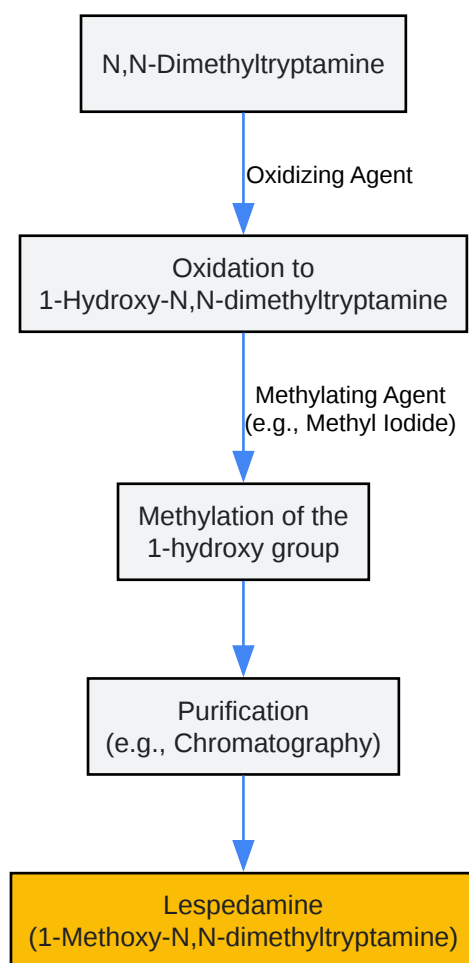 N,N-Dimethyltryptamine
Oxidizing Agent
Oxidation to
1-Hydroxy-N,N-dimethyltryptamine
Methylating Agent
(e.g., Methyl Iodide)
Methylation of the
1-hydroxy group
Purification
(e.g., Chromatography)
Lespedamine
(1-Methoxy-N,N-dimethyltryptamine)